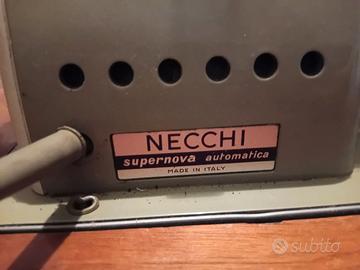 NECCHI
supernova automatica
MADE IN ITALY
subito